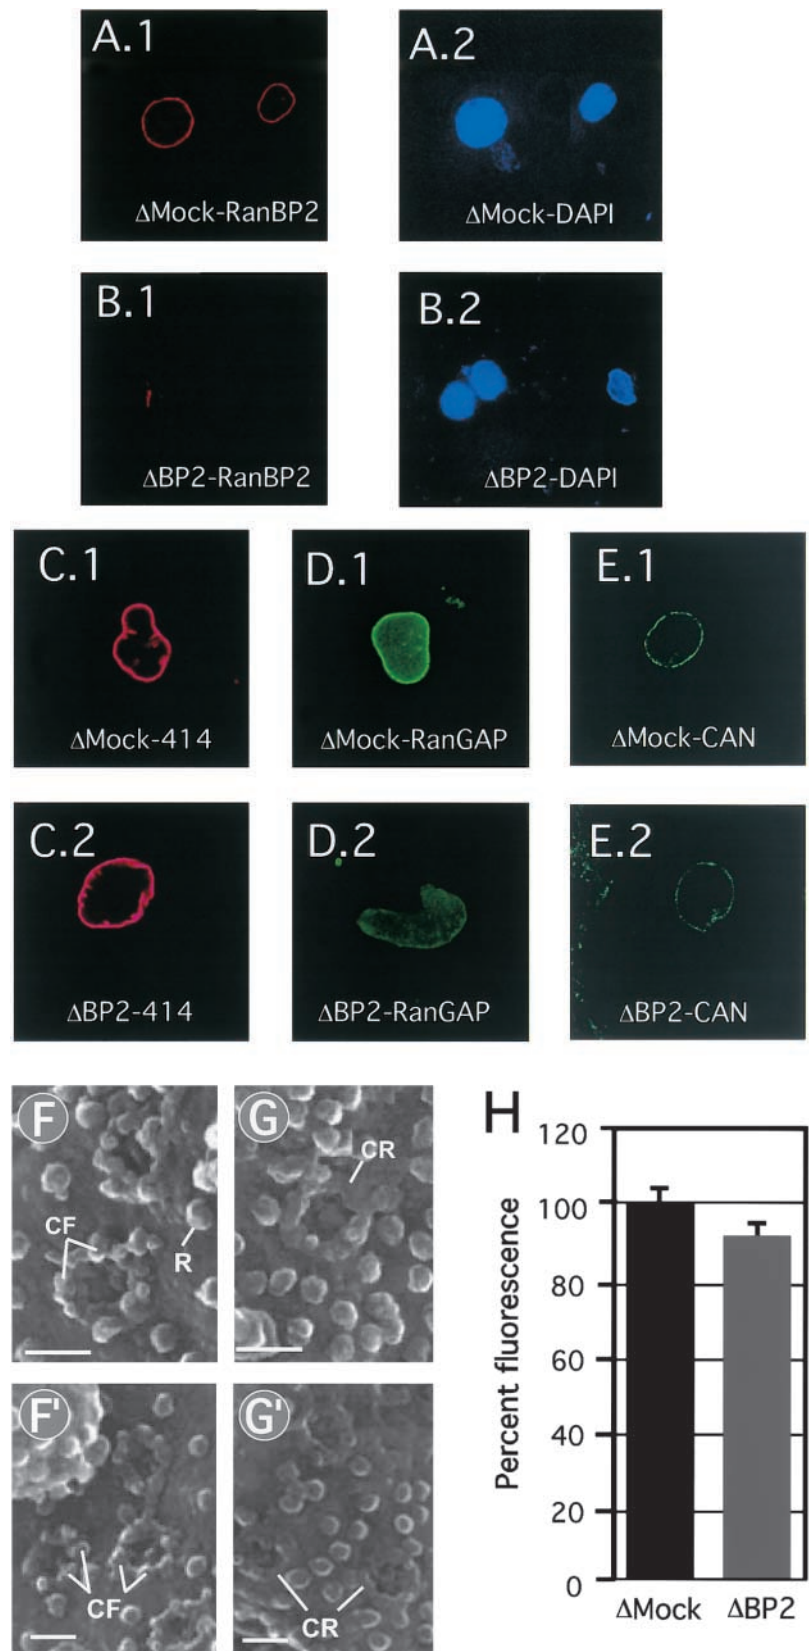 A.1
ΔMock-RanBP2
A.2
ΔMock-DAPI
B.1
ΔBP2-RanBP2
B.2
ΔBP2-DAPI
C.1
ΔMock-414
D.1
ΔMock-RanGAP
E.1
ΔMock-CAN
C.2
ΔBP2-414
D.2
ΔBP2-RanGAP
E.2
ΔBP2-CAN
F
CF
R
G
CR
F'
CF
G'
CR
H
Percent fluorescence
120
100
80
60
40
20
0
ΔMock
ΔBP2